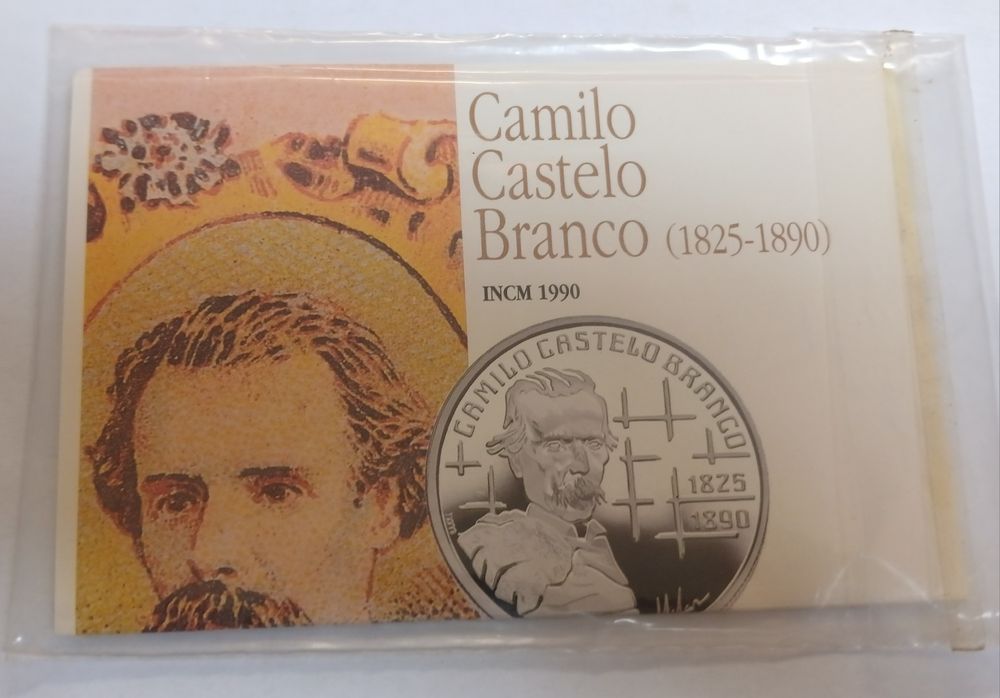 Camilo
Castelo
Branco (1825-1890)
INCM 1990
CAMILO CASTELO BRANCO
1825
1890